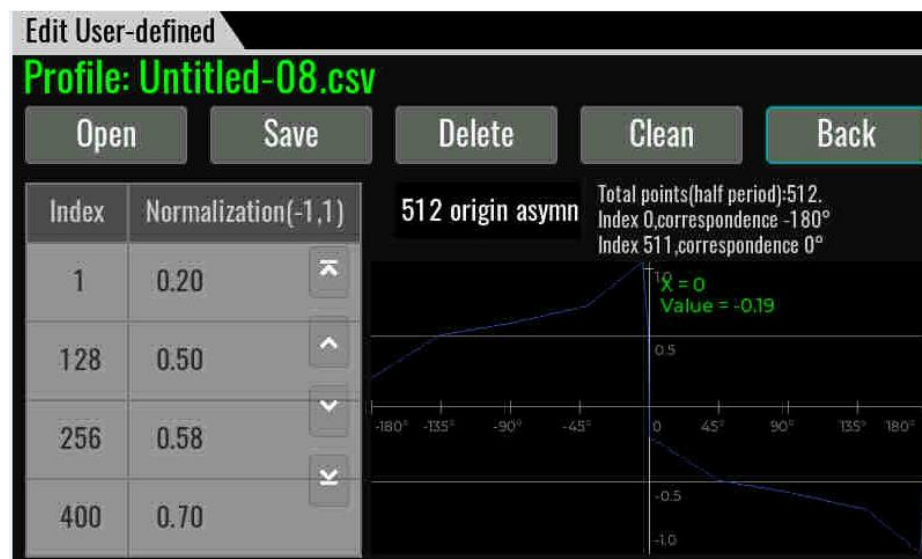 Edit User-defined
Profile: Untitled-08.csv
Open Save Delete Clean Back
Index Normalization(-1,1)
512 origin asymn
Total points(half period):512.
Index 0,correspondence -180°
Index 511,correspondence 0°
1 0.20
128 0.50
256 0.58
400 0.70
1.0
X = 0
Value = -0.19
0.5
-180° -135° -90° -45° 0 45° 90° 135° 180°
-0.5
-1.0